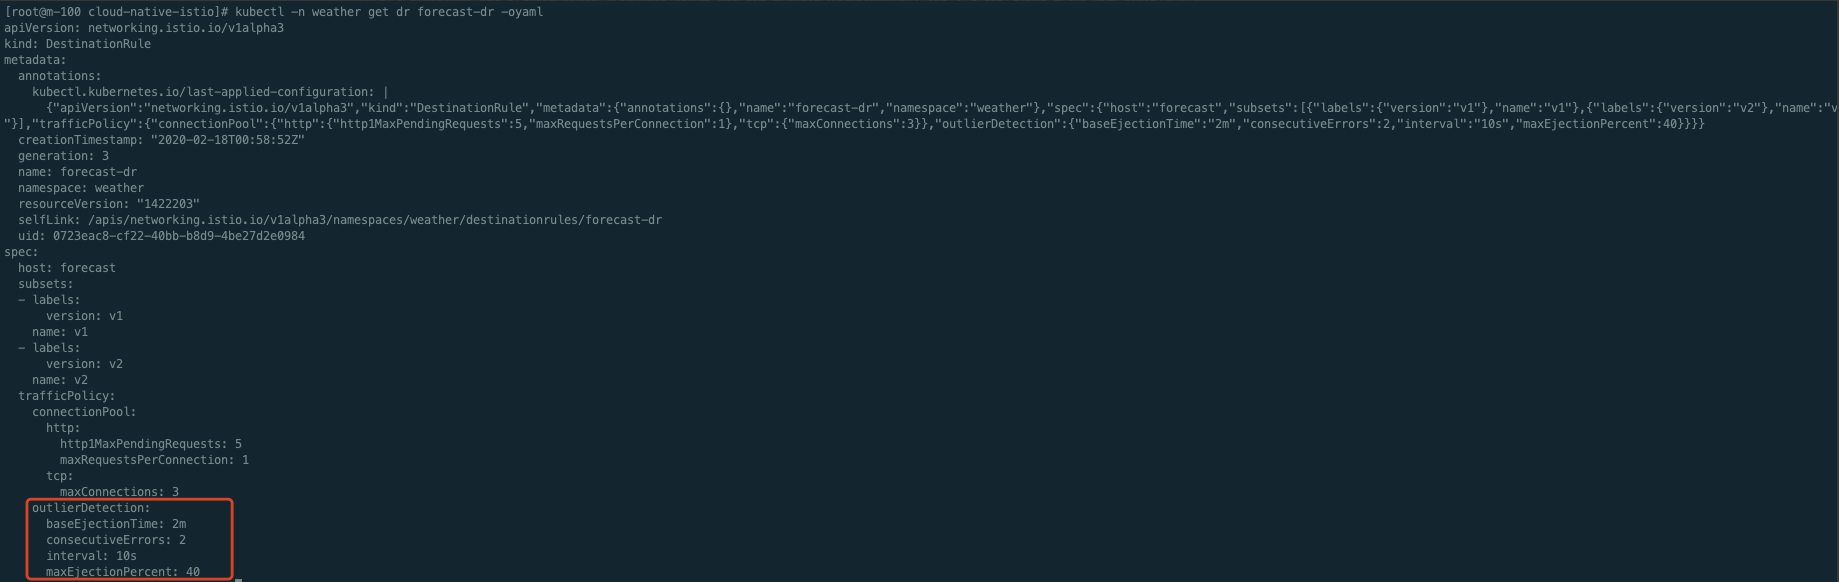 [root@m-100 cloud-native-istio]# kubectl -n weather get dr forecast-dr -oyaml
apiVersion: networking.istio.io/v1alpha3
kind: DestinationRule
metadata:
  annotations:
    kubectl.kubernetes.io/last-applied-configuration: |
      {"apiVersion":"networking.istio.io/v1alpha3","kind":"DestinationRule","metadata":{"annotations":{},"name":"forecast-dr","namespace":"weather"},"spec":{"host":"forecast","subsets":[{"labels":{"version":"v1"},"name":"v1"},{"labels":{"version":"v2"},"name":"v
"}],"trafficPolicy":{"connectionPool":{"http":{"http1MaxPendingRequests":5,"maxRequestsPerConnection":1},"tcp":{"maxConnections":3}},"outlierDetection":{"baseEjectionTime":"2m","consecutiveErrors":2,"interval":"10s","maxEjectionPercent":40}}}}
  creationTimestamp: "2020-02-18T00:58:52Z"
  generation: 3
  name: forecast-dr
  namespace: weather
  resourceVersion: "1422203"
  selfLink: /apis/networking.istio.io/v1alpha3/namespaces/weather/destinationrules/forecast-dr
  uid: 0723eac8-cf22-40bb-b8d9-4be27d2e0984
spec:
  host: forecast
  subsets:
  - labels:
      version: v1
    name: v1
  - labels:
      version: v2
    name: v2
  trafficPolicy:
    connectionPool:
      http:
        http1MaxPendingRequests: 5
        maxRequestsPerConnection: 1
      tcp:
        maxConnections: 3
    outlierDetection:
      baseEjectionTime: 2m
      consecutiveErrors: 2
      interval: 10s
      maxEjectionPercent: 40